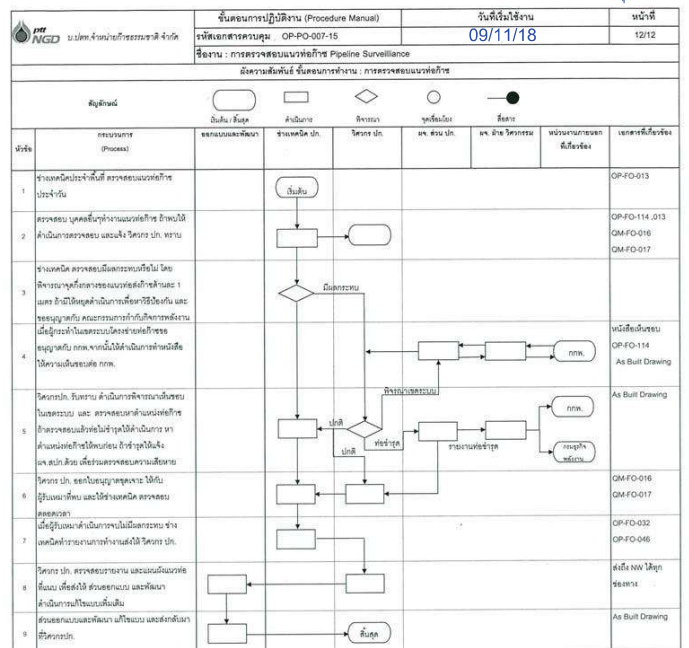 ขั้นตอนการปฏิบัติงาน (Procedure Manual)
วันที่เริ่มใช้งาน
หน้าที่
ptt
NGD
บ.ปตท.จำหน่ายก๊าซธรรมชาติ จำกัด
รหัสเอกสารควบคุม OP-PO-007-15
09/11/18
12/12
ชื่องาน : การตรวจสอบแนวท่อก๊าซ Pipeline Surveilliance
ผังความสัมพันธ์ ขั้นตอนการทำงาน : การตรวจสอบแนวท่อก๊าซ
สัญลักษณ์
เริ่มต้น / สิ้นสุด
ดำเนินการ
พิจารณา
จุดเชื่อมโยง
สื่อสาร
หัวข้อ
กระบวนการ
(Process)
ออกแบบและพัฒนา
ช่างเทคนิค ปก.
วิศวกร ปก.
ผจ. ส่วน ปก.
ผจ. ฝ่าย วิศวกรรม
หน่วยงานภายนอก
ที่เกี่ยวข้อง
เอกสารที่เกี่ยวข้อง
1
ช่างเทคนิคประจำพื้นที่ ตรวจสอบแนวท่อก๊าซ
ประจำวัน
เริ่มต้น
OP-FO-013
2
ตรวจสอบ บุคคลอื่นๆทำงานแนวท่อก๊าซ ถ้าพบให้
ดำเนินการตรวจสอบ และแจ้ง วิศวกร ปก. ทราบ
OP-FO-114 ,013
QM-FO-016
QM-FO-017
3
ช่างเทคนิค ตรวจสอบมีผลกระทบหรือไม่ โดย
พิจารณาจุดกึ่งกลางของแนวท่อส่งก๊าซด้านละ 1
เมตร ถ้ามีให้หยุดดำเนินการเพื่อหาวิธีป้องกัน และ
ขออนุญาตกับ คณะกรรมการกำกับกิจการพลังงาน
มีผลกระทบ
4
เมื่อผู้กระทำในเขตระบบโครงข่ายท่อก๊าซขอ
อนุญาตกับ กกพ.จากนั้นให้ดำเนินการทำหนังสือ
ให้ความเห็นชอบต่อ กกพ.
กกพ.
หนังสือเห็นชอบ
OP-FO-114
As Built Drawing
5
วิศวกรปก. รับทราบ ดำเนินการพิจารณาเห็นชอบ
ในเขตระบบ และ ตรวจสอบหาตำแหน่งท่อก๊าซ
ถ้าตรวจสอบแล้วท่อไม่ชำรุดให้ดำเนินการ หา
ตำแหน่งท่อก๊าซให้พบก่อน ถ้าชำรุดให้แจ้ง
ผจ.สปก.ด้วย เพื่อร่วมตรวจสอบความเสียหาย
พิจรณาเขตระบบ
ปกติ
ปกติ
ท่อชำรุด
รายงานท่อชำรุด
กกพ.
กรมธุรกิจ
พลังงาน
As Built Drawing
6
วิศวกร ปก. ออกใบอนุญาตขุดเจาะ ให้กับ
ผู้รับเหมาที่พบ และให้ช่างเทคนิค ตรวจสอบ
ตลอดเวลา
QM-FO-016
QM-FO-017
7
เมื่อผู้รับเหมาดำเนินการจบไม่มีผลกระทบ ช่าง
เทคนิคทำรายงานการทำงานส่งให้ วิศวกร ปก.
OP-FO-032
OP-FO-046
8
วิศวกร ปก. ตรวจสอบรายงาน และแผนผังแนวท่อ
ที่แนบ เพื่อส่งให้ ส่วนออกแบบ และพัฒนา
ดำเนินการแก้ไขแบบเพิ่มเติม
ส่งถึง NW ได้ทุก
ช่องทาง
9
ส่วนออกแบบและพัฒนา แก้ไขแบบ และส่งกลับมา
ที่วิศวกรปก.
สิ้นสุด
As Built Drawing